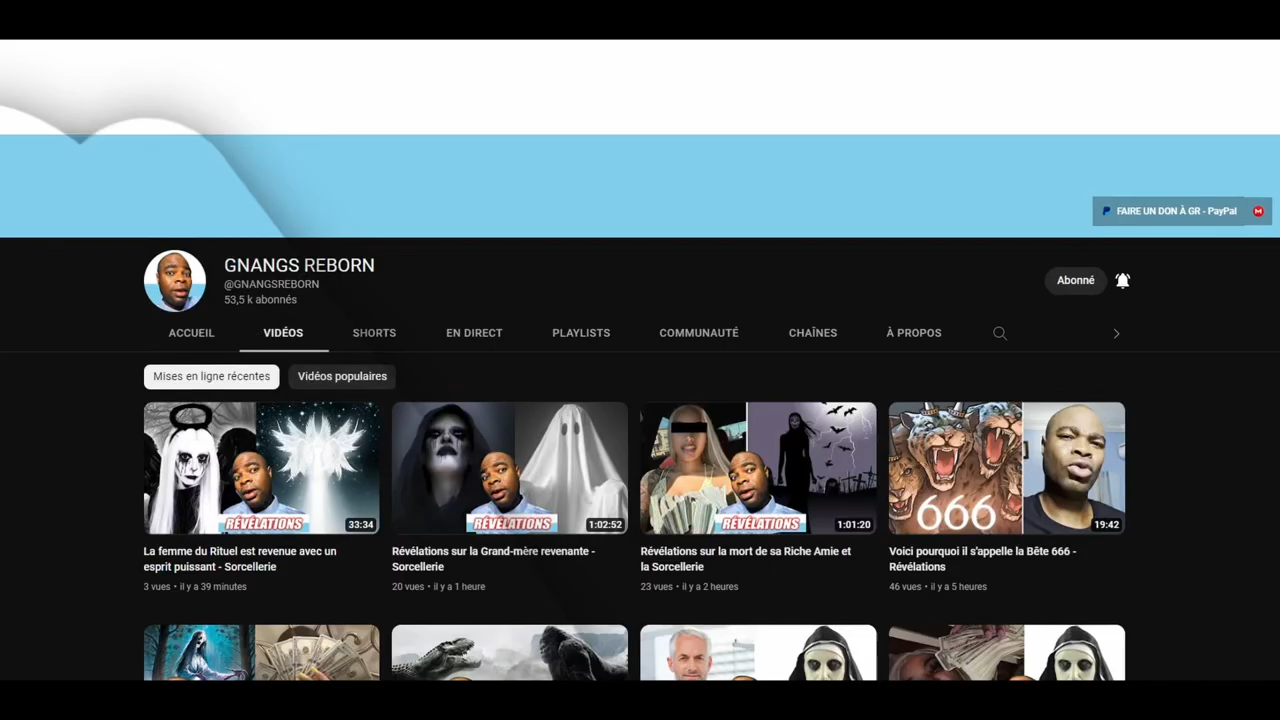 FAIRE UN DON À GR - PayPal
GNANGS REBORN
@GNANGSREBORN
53,5 k abonnés
Abonné
ACCUEIL
VIDÉOS
SHORTS
EN DIRECT
PLAYLISTS
COMMUNAUTÉ
CHAÎNES
À PROPOS
Mises en ligne récentes
Vidéos populaires
RÉVÉLATIONS
33:34
RÉVÉLATIONS
1:02:52
RÉVÉLATIONS
1:01:20
666
19:42
La femme du Rituel est revenue avec un
esprit puissant - Sorcellerie
3 vues • il y a 39 minutes
Révélations sur la Grand-mère revenante -
Sorcellerie
20 vues • il y a 1 heure
Révélations sur la mort de sa Riche Amie et
la Sorcellerie
23 vues • il y a 2 heures
Voici pourquoi il s'appelle la Bête 666 -
Révélations
46 vues • il y a 5 heures